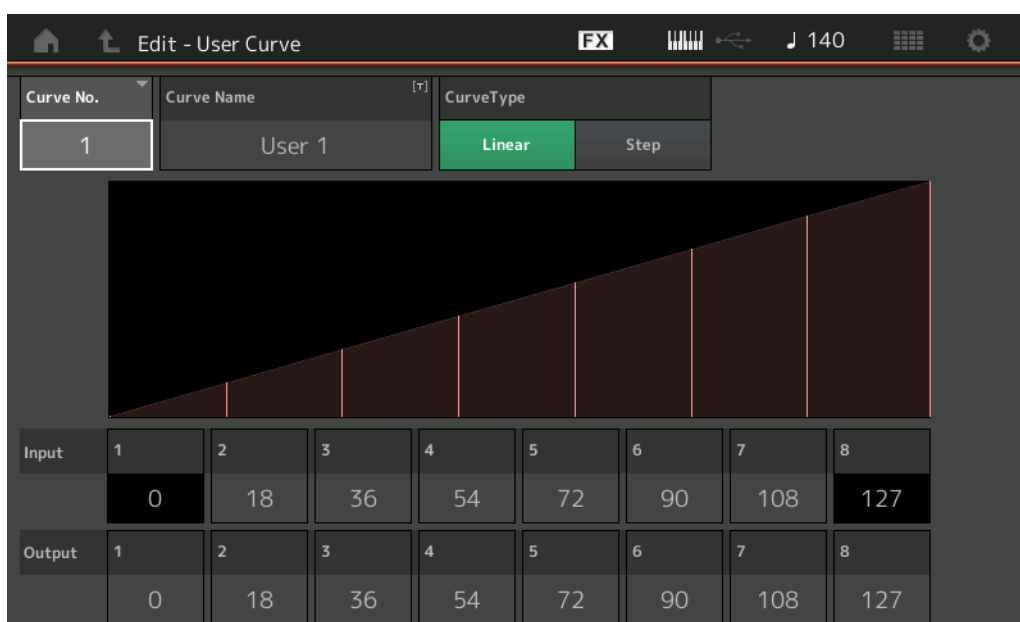 Edit - User Curve FX 140
Curve No. Curve Name [T] CurveType
1 User 1 Linear Step
Input 1 2 3 4 5 6 7 8
0 18 36 54 72 90 108 127
Output 1 2 3 4 5 6 7 8
0 18 36 54 72 90 108 127